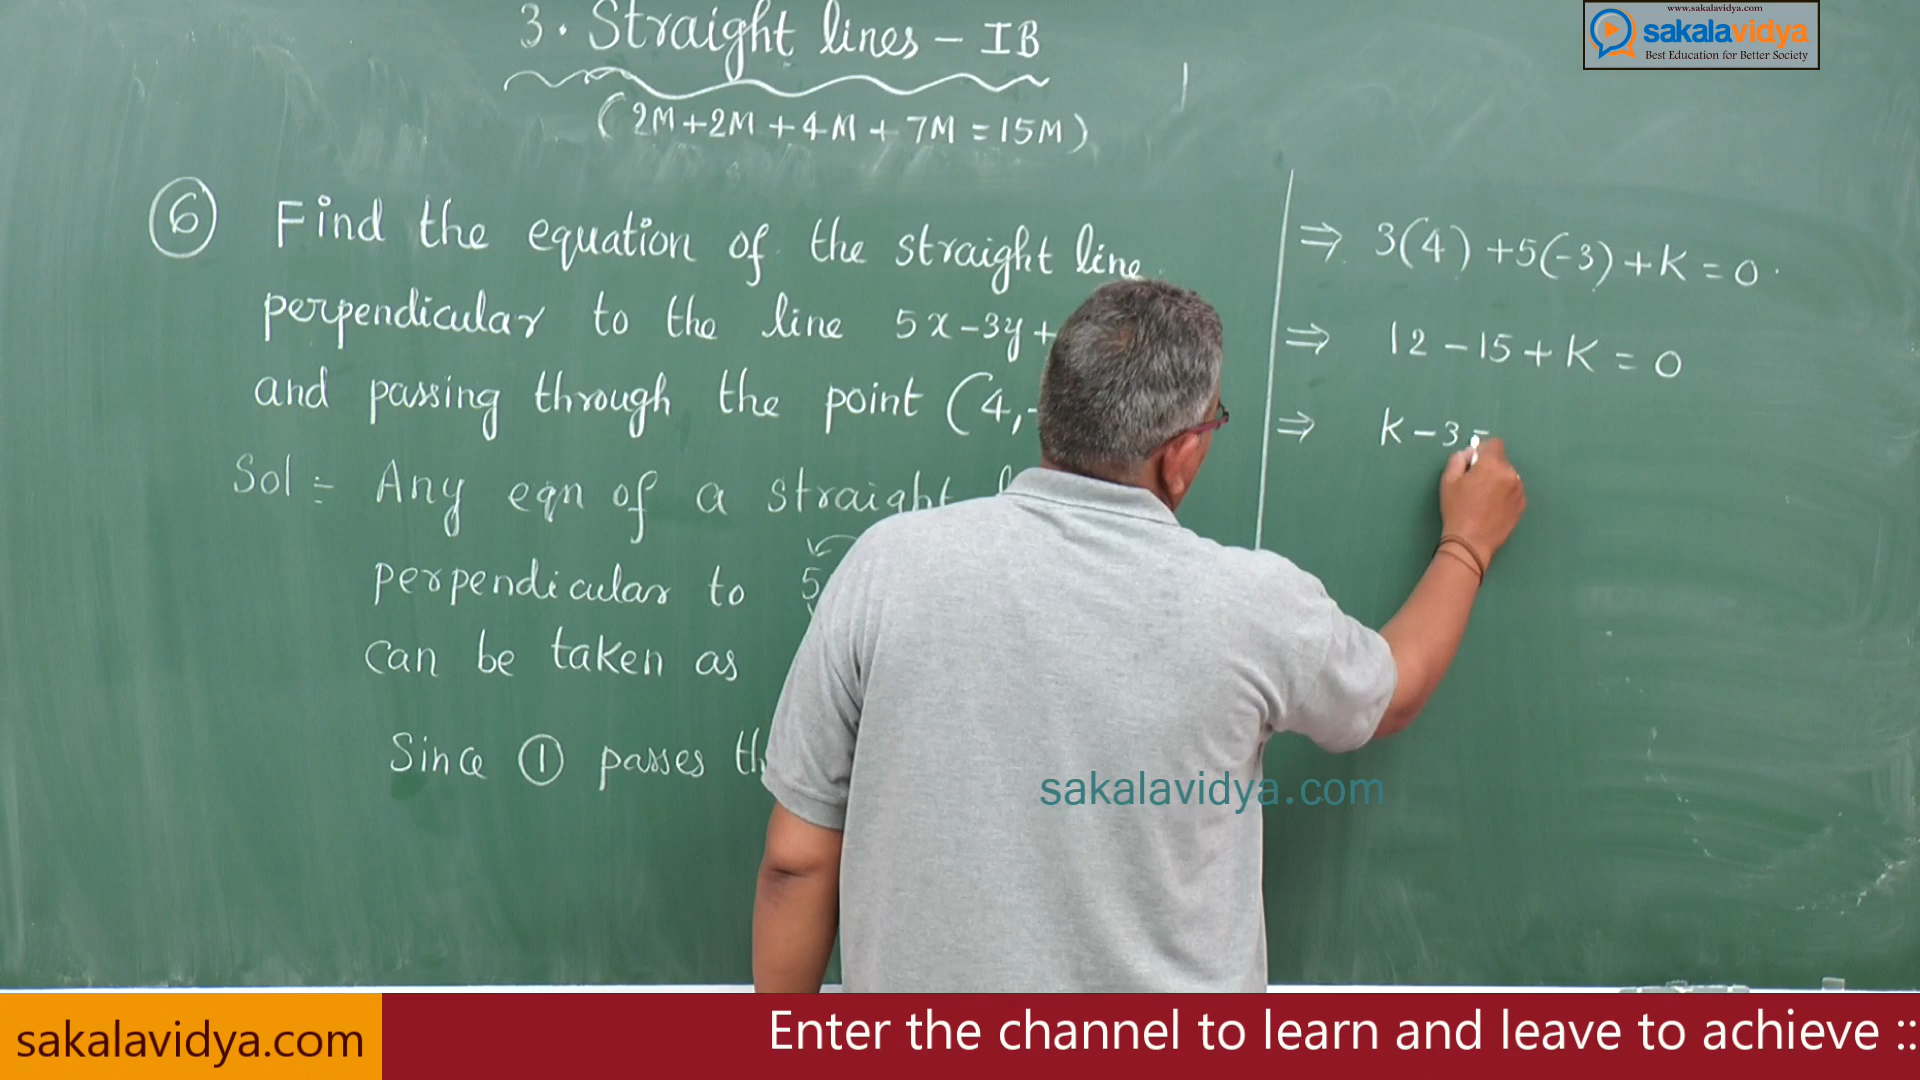 3. Straight lines - IB
(2M+2M+4M+7M=15M)
6 Find the equation of the straight line
perpendicular to the line 5x-3y+
and passing through the point (4,-
Sol:- Any eqn of a straight
perpendicular to 5
can be taken as
Since ① passes th
⇒ 3(4)+5(-3)+K=0.
⇒ 12-15+K=0
⇒ K-3=
www.sakalavidya.com
sakalavidya
Best Education for Better Society
sakalavidya.com
sakalavidya.com
Enter the channel to learn and leave to achieve ::